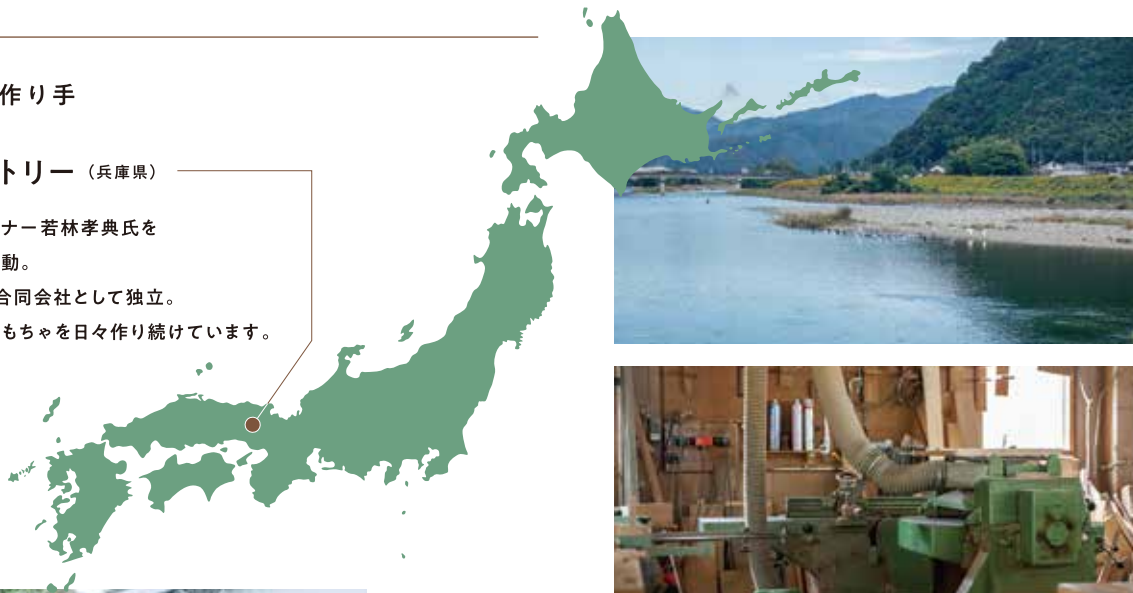 作り手
トリー（兵庫県）
ナー若林孝典氏を
動。
合同会社として独立。
もちゃを日々作り続けています。